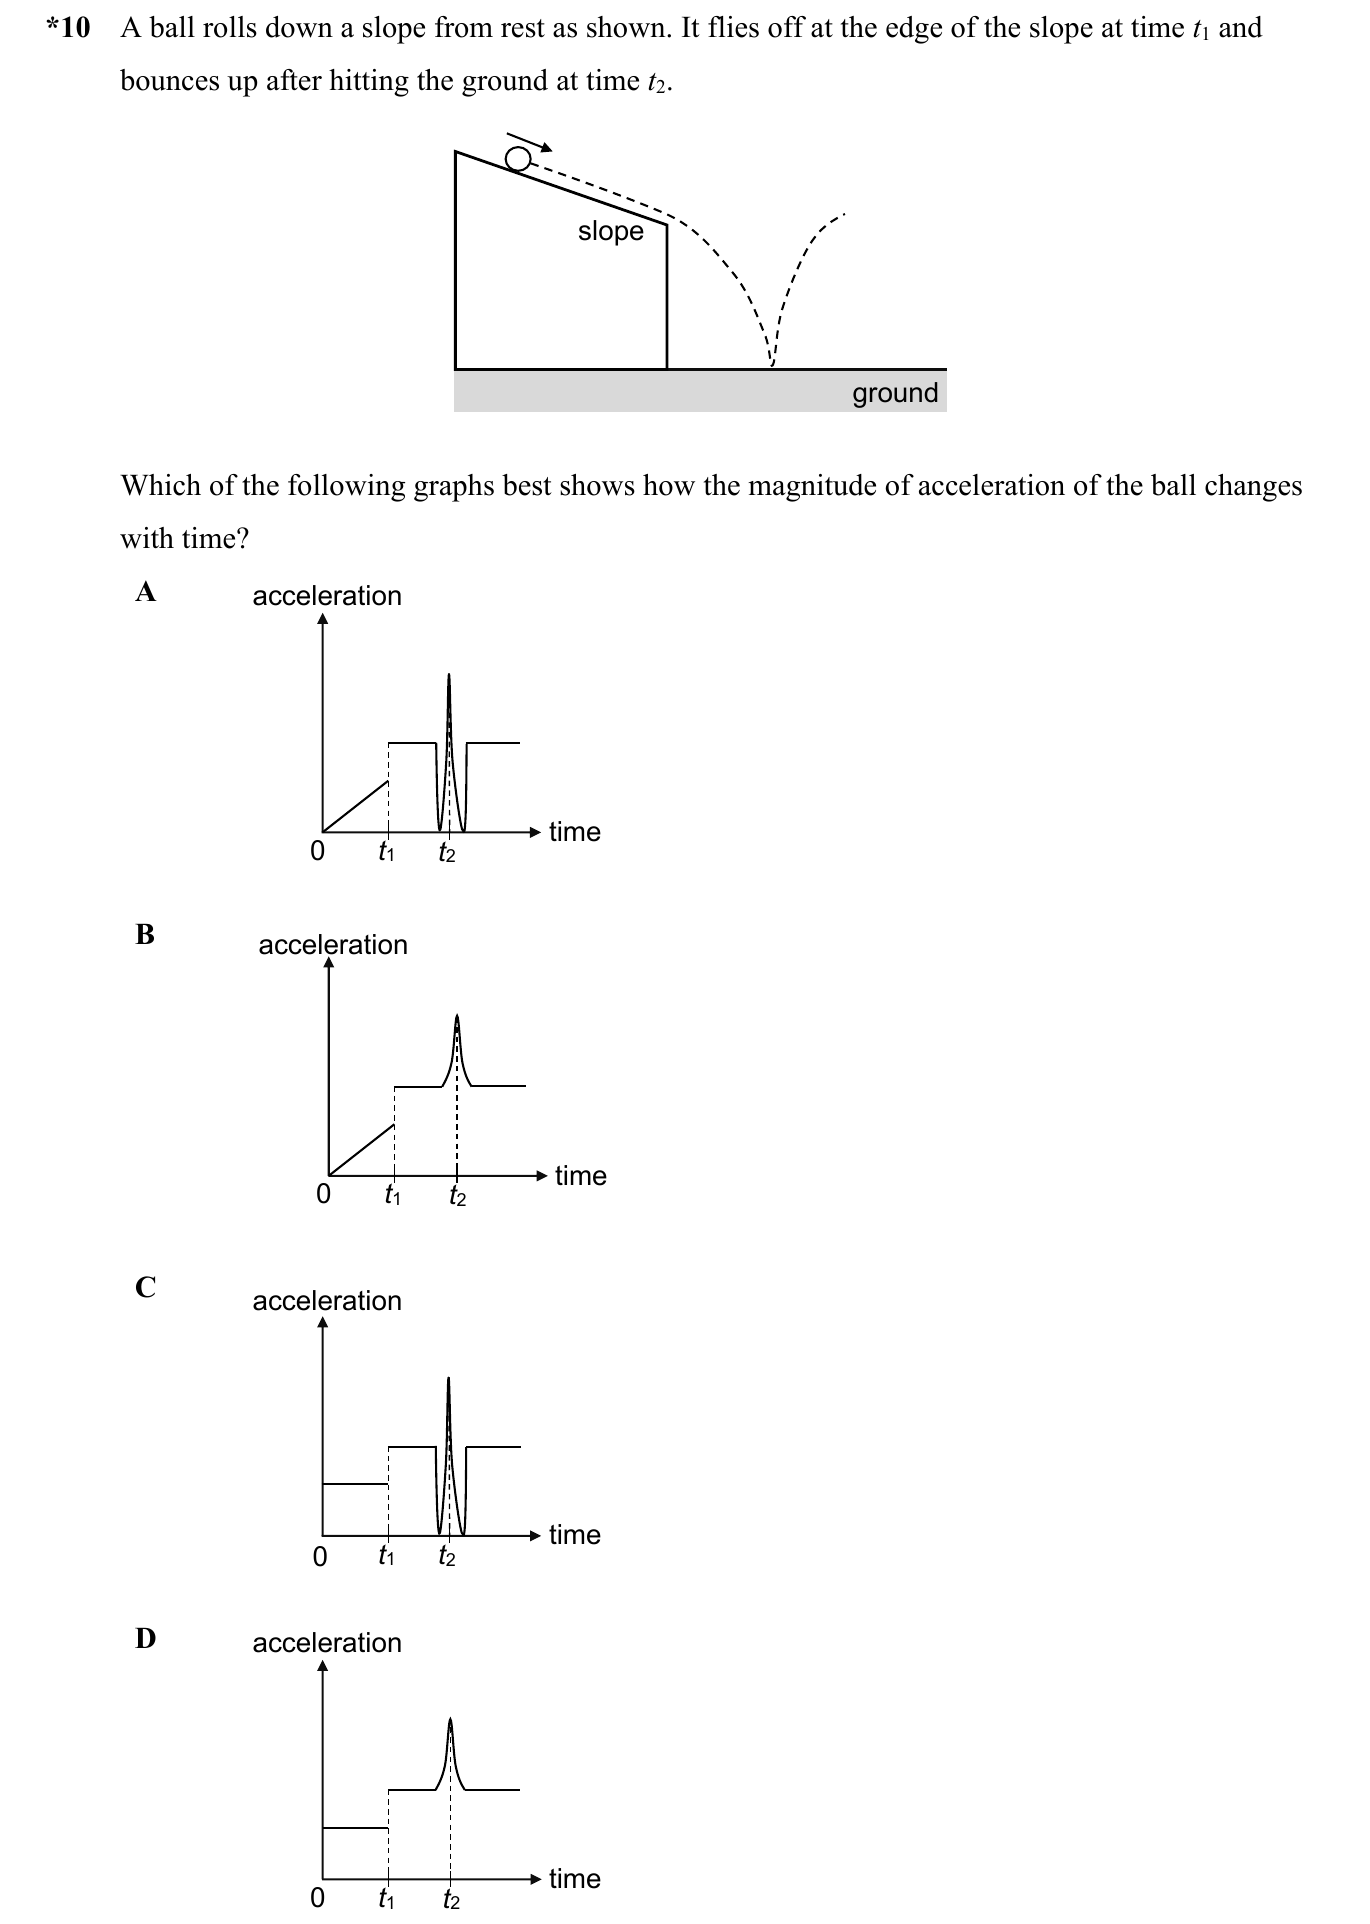 *10 A ball rolls down a slope from rest as shown. It flies off at the edge of the slope at time t₁ and
bounces up after hitting the ground at time t₂.
slope
ground
Which of the following graphs best shows how the magnitude of acceleration of the ball changes
with time?
A
acceleration
time
0 t₁ t₂
B
acceleration
time
0 t₁ t₂
C
acceleration
time
0 t₁ t₂
D
acceleration
time
0 t₁ t₂